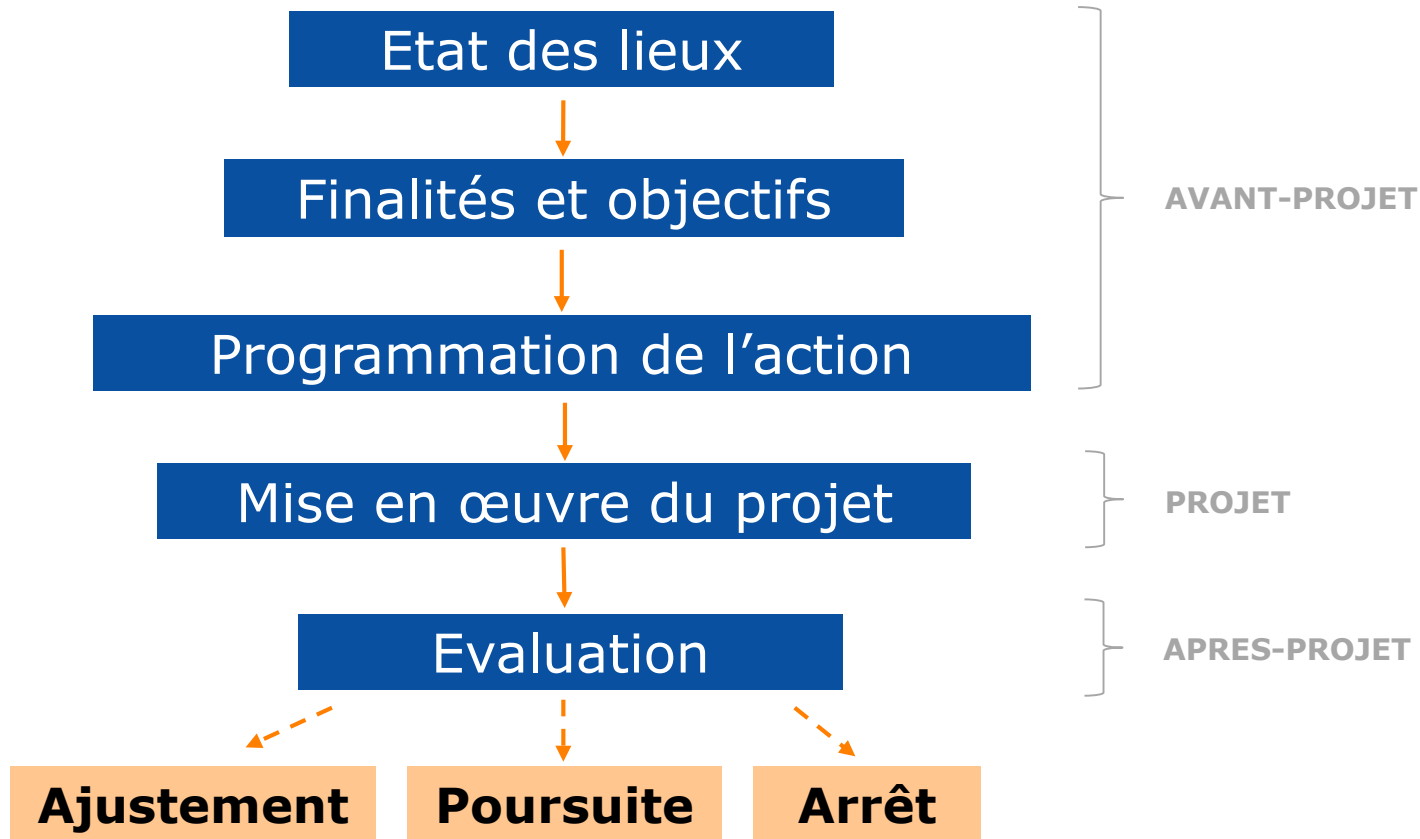 Etat des lieux
Finalités et objectifs
AVANT-PROJET
Programmation de l’action
Mise en œuvre du projet
PROJET
Evaluation
APRES-PROJET
Ajustement
Poursuite
Arrêt